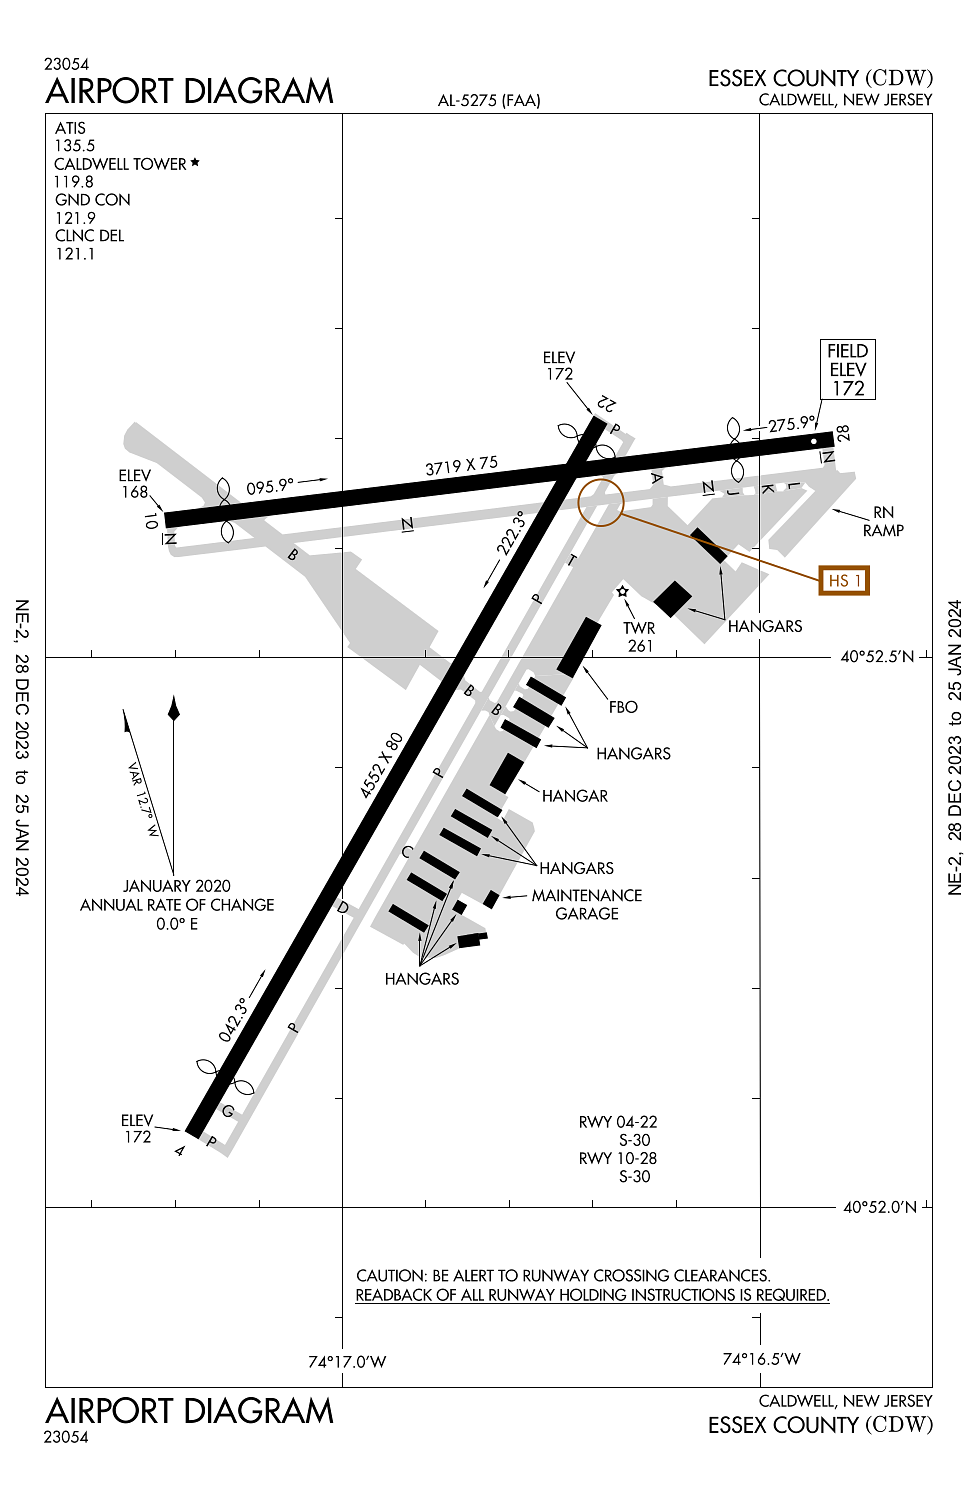 23054
AIRPORT DIAGRAM
AL-5275 (FAA)
ESSEX COUNTY (CDW)
CALDWELL, NEW JERSEY
ATIS
135.5
CALDWELL TOWER ★
119.8
GND CON
121.9
CLNC DEL
121.1
FIELD
ELEV
172
ELEV
172
22
P
275.9°
28
N
ELEV
168
10
N
095.9°
3719 X 75
A
N
J
K
L
RN
RAMP
N
B
222.3°
T
P
HS 1
TWR
261
HANGARS
40°52.5'N
B
B
FBO
HANGARS
4552 X 80
P
HANGAR
VAR 12.7° W
C
HANGARS
JANUARY 2020
ANNUAL RATE OF CHANGE
0.0° E
D
MAINTENANCE
GARAGE
HANGARS
042.3°
P
G
ELEV
172
4
P
RWY 04-22
S-30
RWY 10-28
S-30
40°52.0'N
CAUTION: BE ALERT TO RUNWAY CROSSING CLEARANCES.
READBACK OF ALL RUNWAY HOLDING INSTRUCTIONS IS REQUIRED.
74°17.0'W
74°16.5'W
NE-2, 28 DEC 2023 to 25 JAN 2024
NE-2, 28 DEC 2023 to 25 JAN 2024
AIRPORT DIAGRAM
23054
CALDWELL, NEW JERSEY
ESSEX COUNTY (CDW)